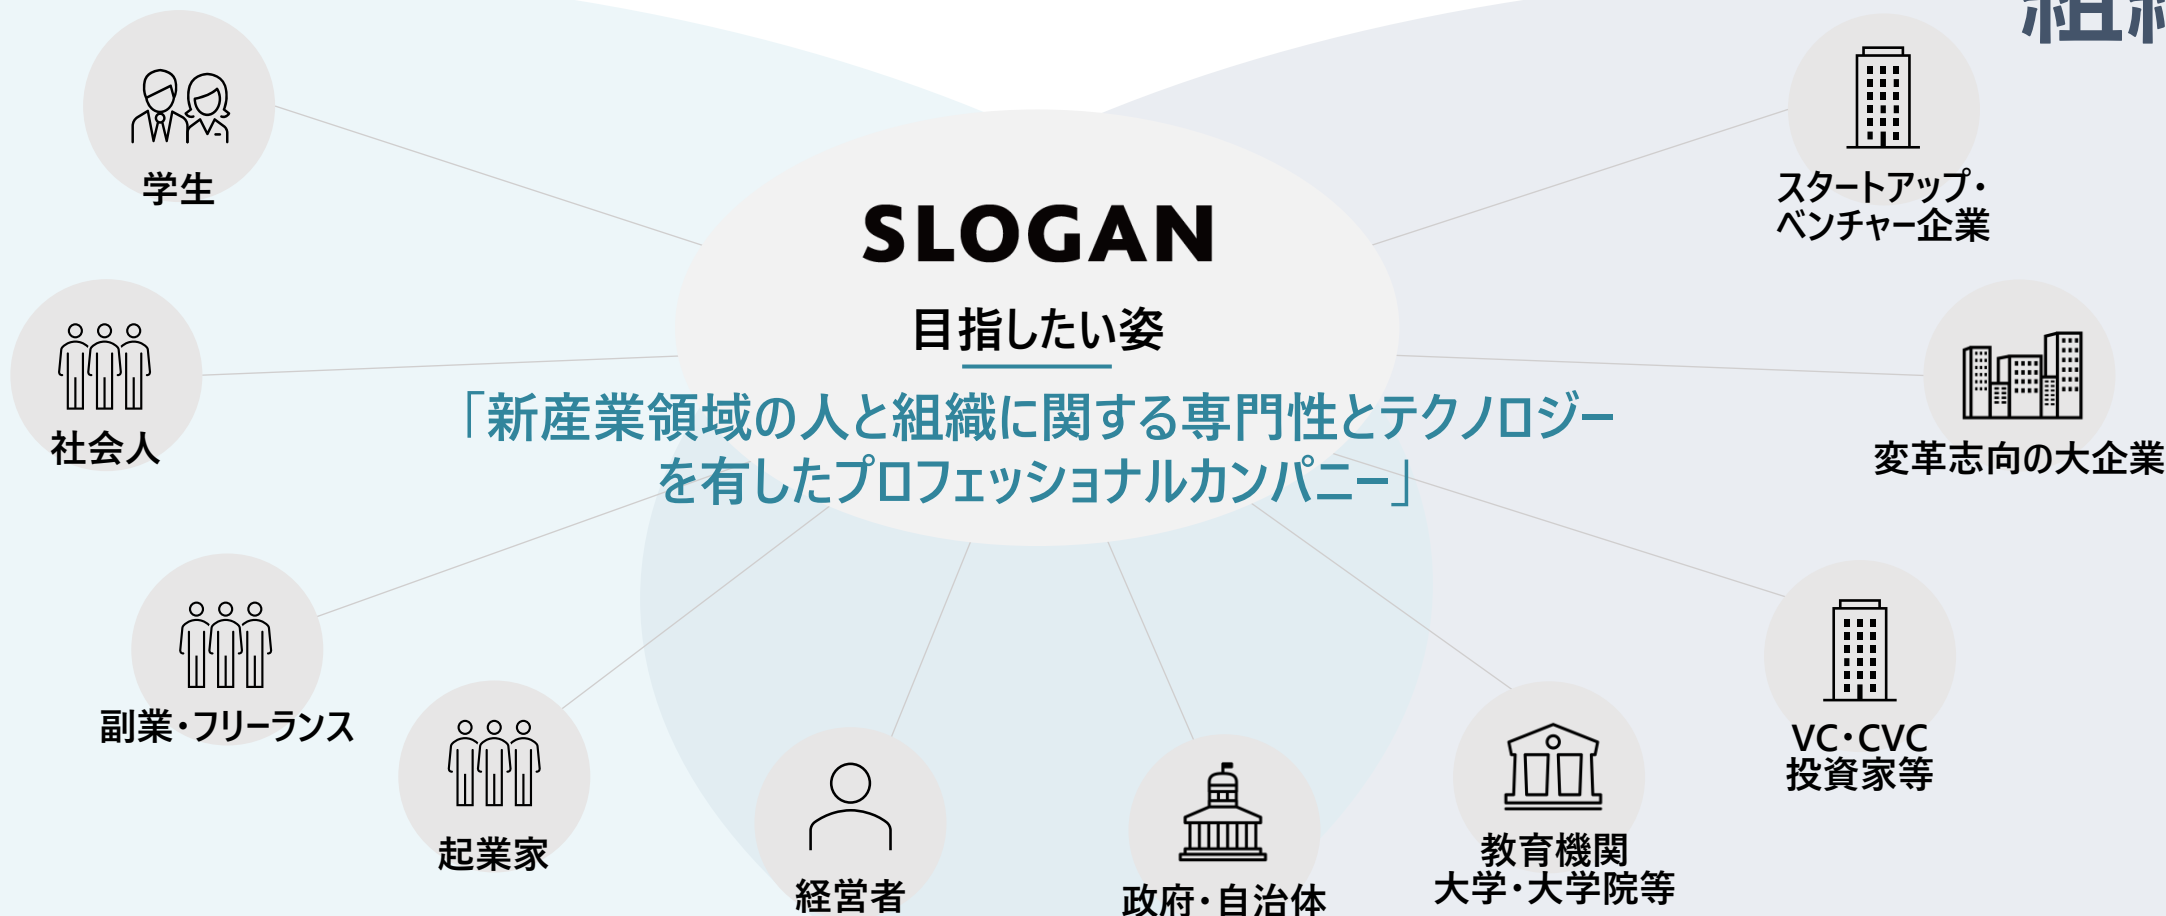 組
学生
スタートアップ・
ベンチャー企業
SLOGAN
目指したい姿
「新産業領域の人と組織に関する専門性とテクノロジー
を有したプロフェッショナルカンパニー」
社会人
変革志向の大企業
副業・フリーランス
VC・CVC
投資家等
起業家
教育機関
大学・大学院等
経営者
政府・自治体